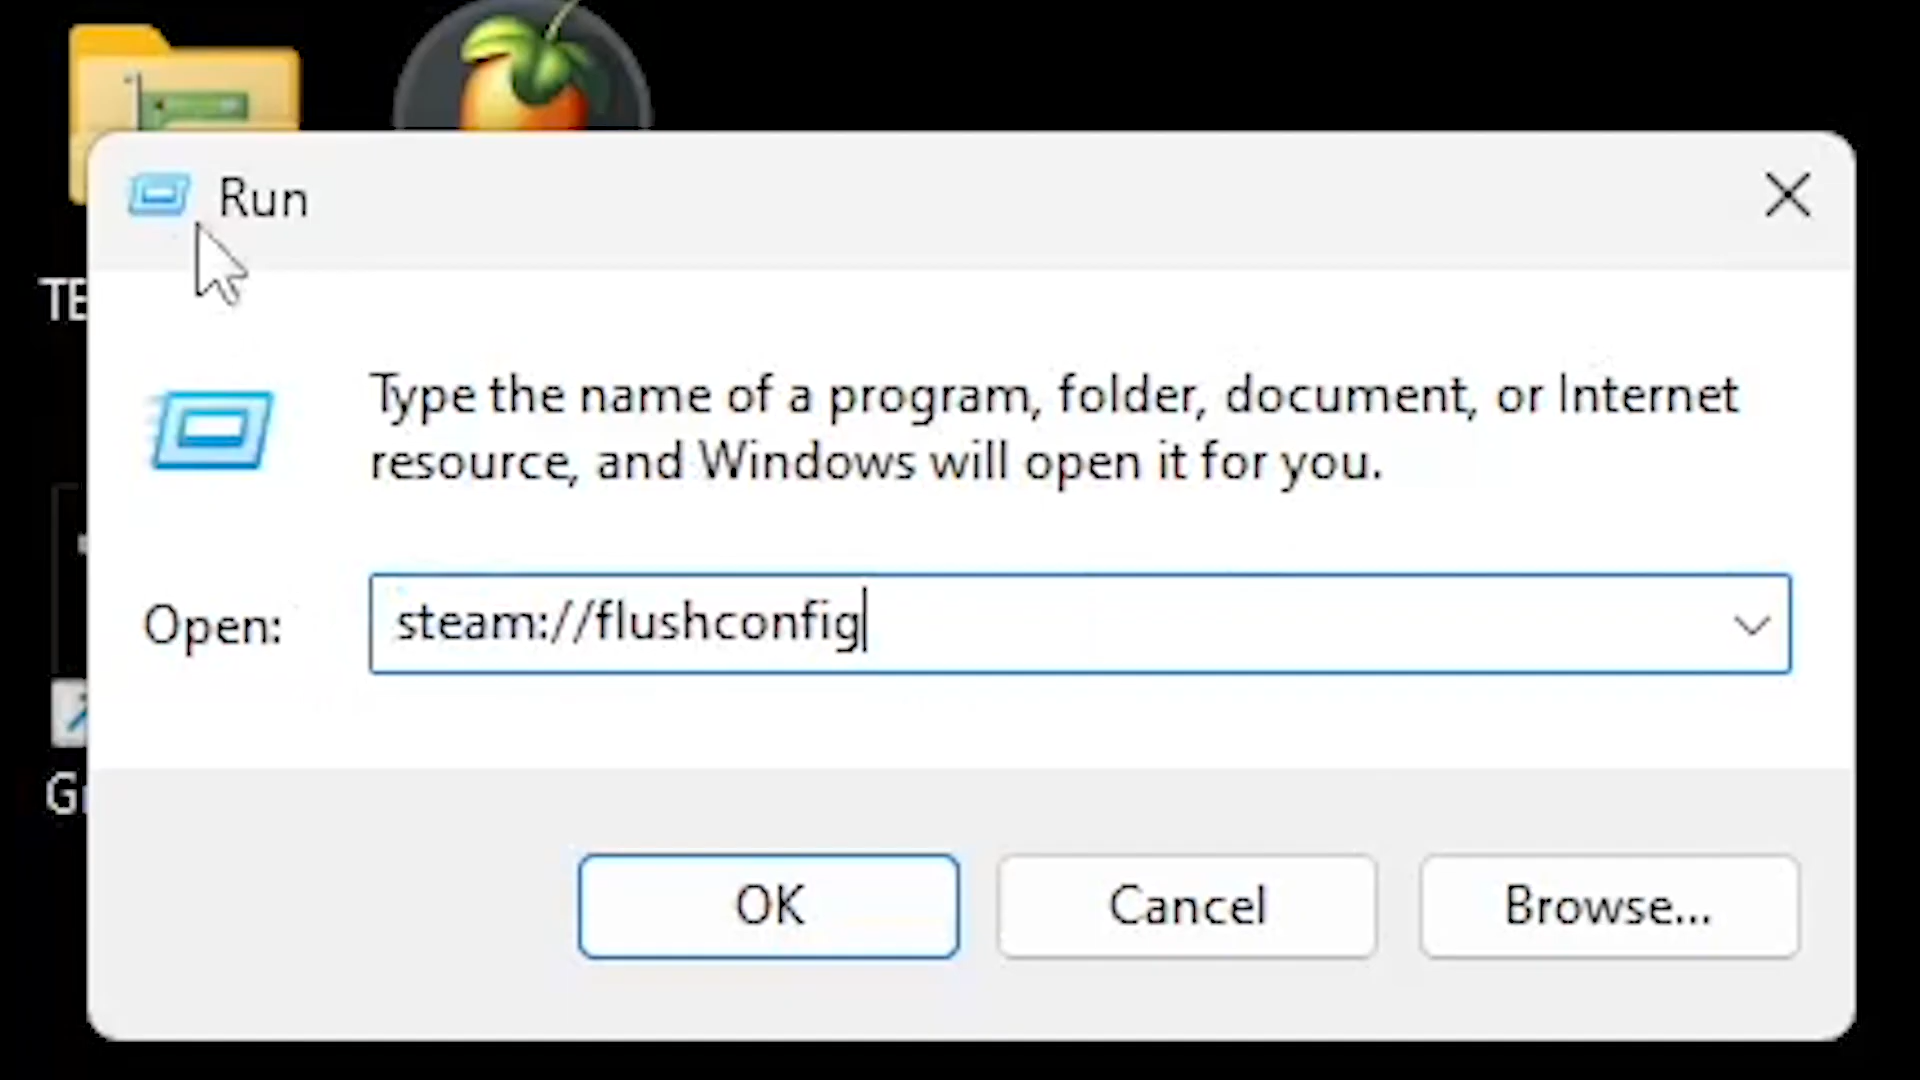 Run
TE
Type the name of a program, folder, document, or Internet
resource, and Windows will open it for you.
Open:
steam://flushconfig
G
OK
Cancel
Browse...